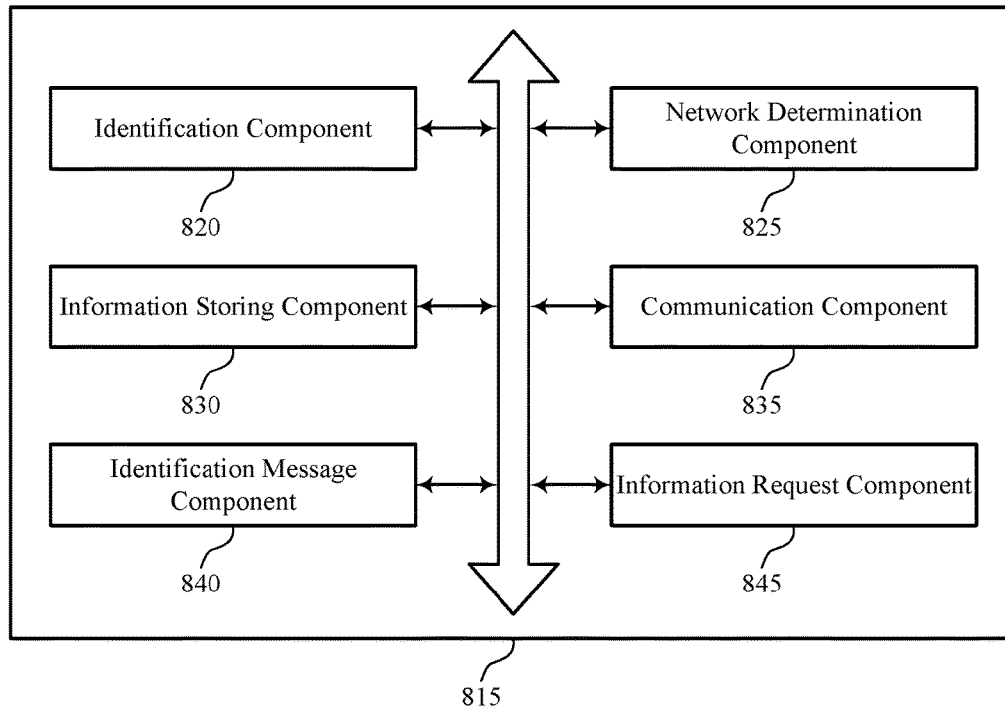 Identification Component
Network Determination
Component
820
825
Information Storing Component
Communication Component
830
835
Identification Message
Component
Information Request Component
840
845
815